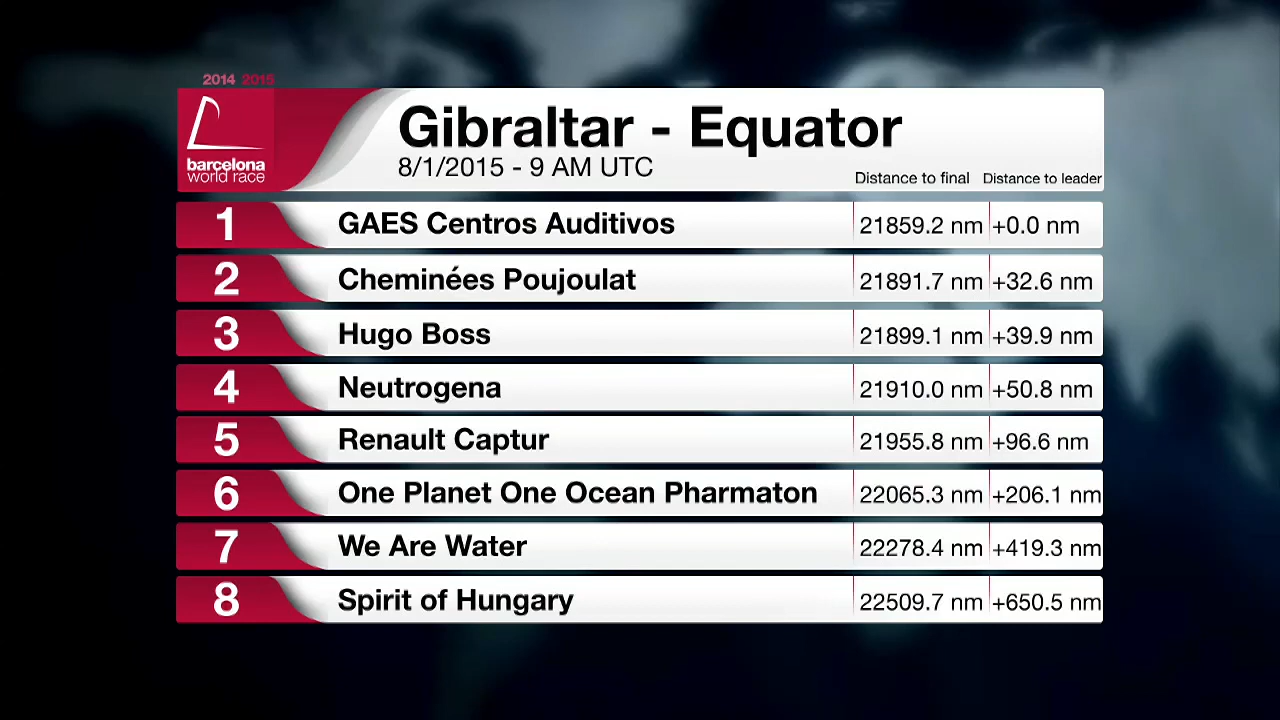 2014 2015
barcelona
world race
Gibraltar - Equator
8/1/2015 - 9 AM UTC
Distance to final Distance to leader
1 GAES Centros Auditivos 21859.2 nm +0.0 nm
2 Cheminées Poujoulat 21891.7 nm +32.6 nm
3 Hugo Boss 21899.1 nm +39.9 nm
4 Neutrogena 21910.0 nm +50.8 nm
5 Renault Captur 21955.8 nm +96.6 nm
6 One Planet One Ocean Pharmaton 22065.3 nm +206.1 nm
7 We Are Water 22278.4 nm +419.3 nm
8 Spirit of Hungary 22509.7 nm +650.5 nm